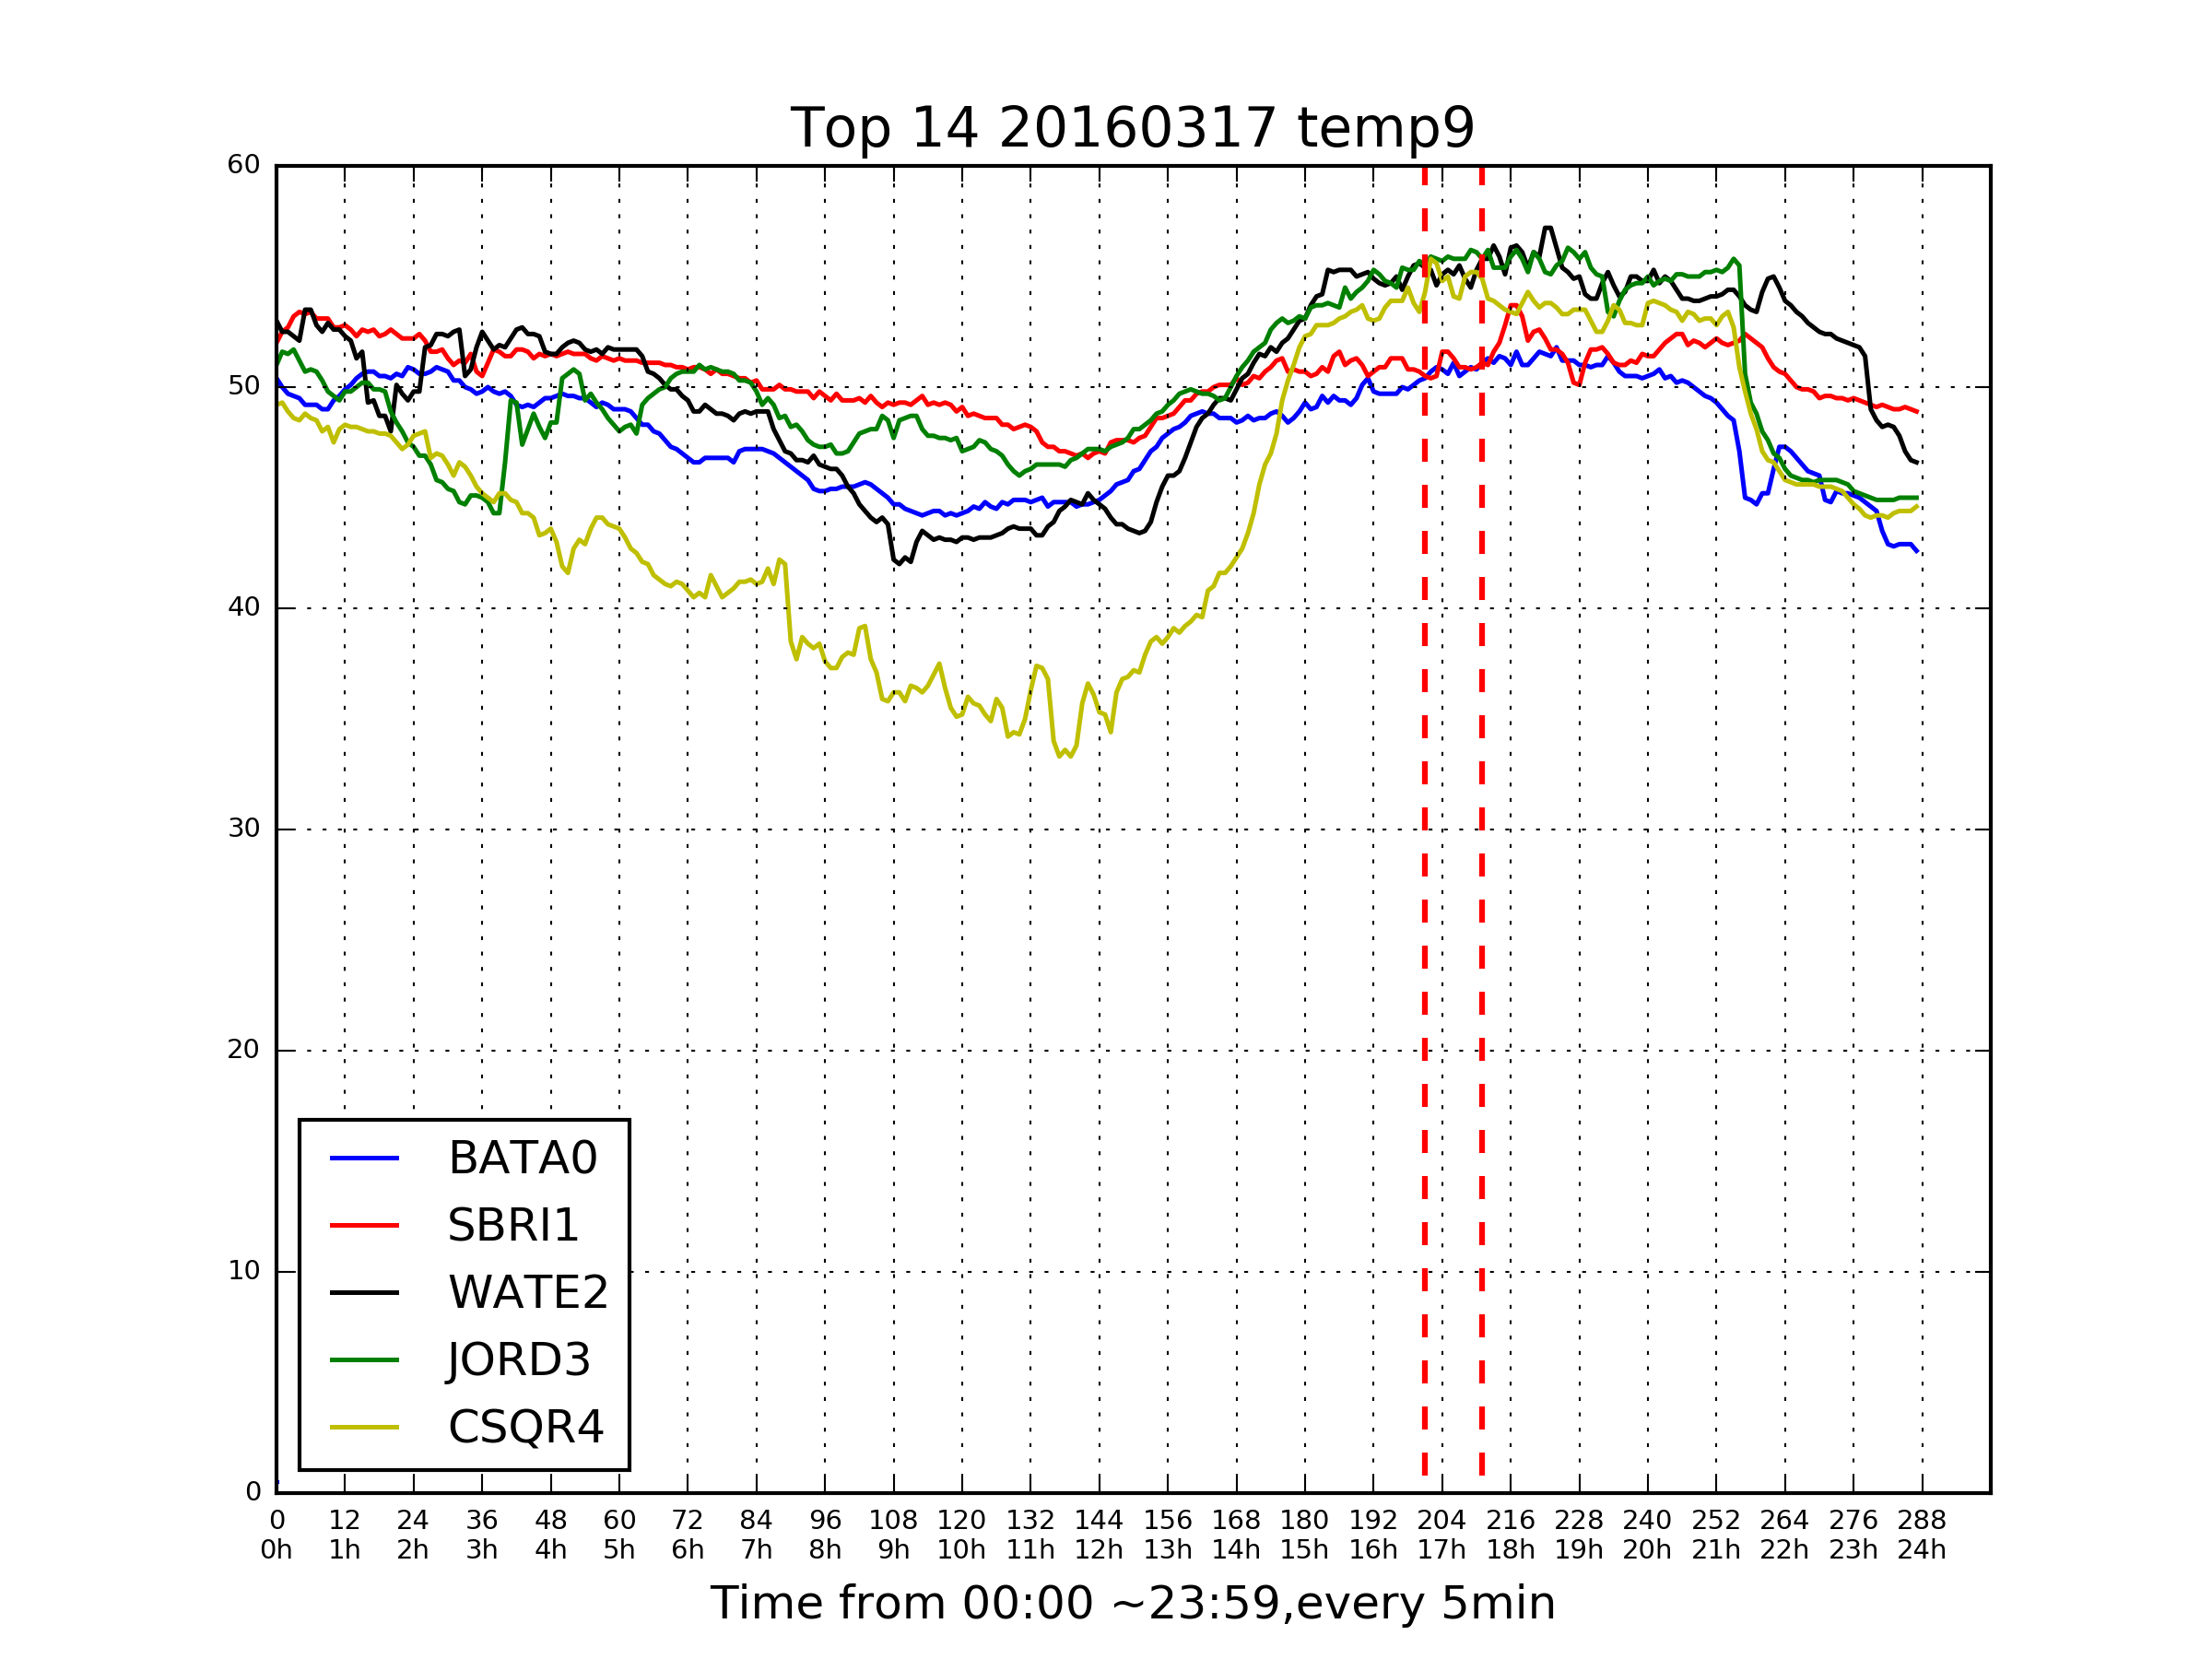 Top 14 20160317 temp9
60
50
40
30
20
10
0
BATA0
SBRI1
WATE2
JORD3
CSQR4
0 12 24 36 48 60 72 84 96 108 120 132 144 156 168 180 192 204 216 228 240 252 264 276 288
0h 1h 2h 3h 4h 5h 6h 7h 8h 9h 10h 11h 12h 13h 14h 15h 16h 17h 18h 19h 20h 21h 22h 23h 24h
Time from 00:00 ~23:59,every 5min